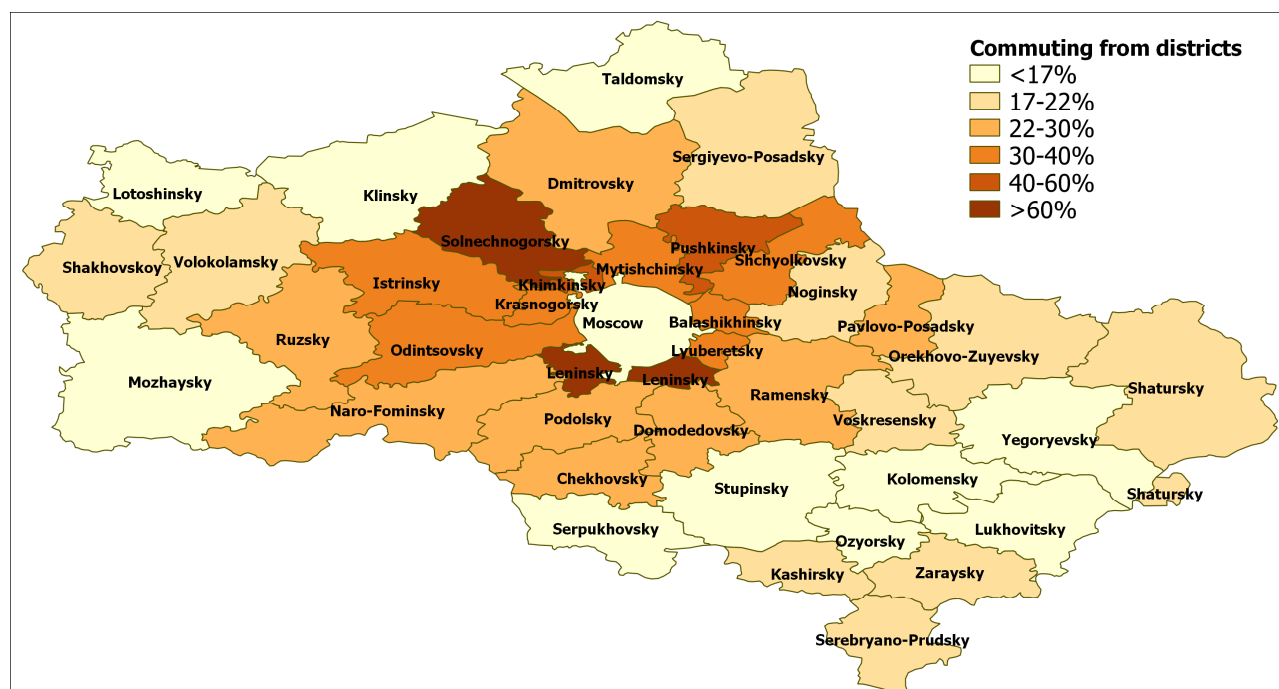 Commuting from districts
<17%
17-22%
22-30%
30-40%
40-60%
>60%
Taldomsky
Sergiyevo-Posadsky
Dmitrovsky
Lotoshinsky
Klinsky
Solnechnogorsky
Pushkinsky
Shakhovskoy
Volokolamsky
Istrinsky
Khimkinsky
Mytishchinsky
Shchyolkovsky
Noginsky
Krasnogorsky
Moscow
Balashikhinsky
Pavlovo-Posadsky
Ruzsky
Odintsovsky
Lyuberetsky
Orekhovo-Zuyevsky
Mozhaysky
Leninsky
Leninsky
Ramensky
Shatursky
Naro-Fominsky
Podolsky
Domodedovsky
Voskresensky
Yegoryevsky
Chekhovsky
Stupinsky
Kolomensky
Shatursky
Serpukhovsky
Ozyorsky
Lukhovitsky
Kashirsky
Zaraysky
Serebryano-Prudsky